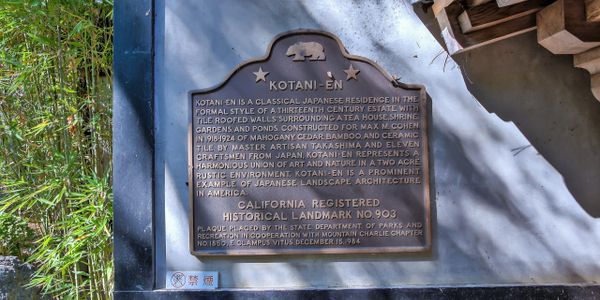 KOTANI-EN
KOTANI-EN IS A CLASSICAL JAPANESE RESIDENCE IN THE
FORMAL STYLE OF A THIRTEENTH CENTURY ESTATE WITH
TILE ROOFED WALLS SURROUNDING A TEA HOUSE, SHRINE,
GARDENS, AND PONDS. CONSTRUCTED FOR MAX M. COHEN
IN 1918-1924 OF MAHOGANY, CEDAR, BAMBOO, AND CERAMIC
TILE BY MASTER ARTISAN TAKASHIMA AND ELEVEN
CRAFTSMEN FROM JAPAN, KOTANI-EN REPRESENTS A
HARMONIOUS UNION OF ART AND NATURE IN A TWO ACRE
RUSTIC ENVIRONMENT. KOTANI-EN IS A PROMINENT
EXAMPLE OF JAPANESE LANDSCAPE ARCHITECTURE
IN AMERICA.
CALIFORNIA REGISTERED
HISTORICAL LANDMARK NO. 903
PLAQUE PLACED BY THE STATE DEPARTMENT OF PARKS AND
RECREATION IN COOPERATION WITH MOUNTAIN CHARLIE CHAPTER
NO. 1850, E CLAMPUS VITUS DECEMBER 15, 1984.
禁煙